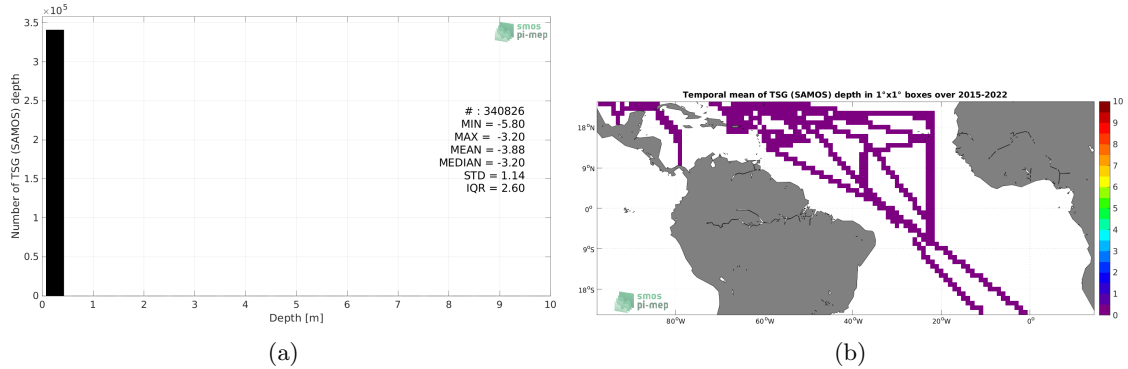 ×10⁵
3.5
3
2.5
2
1.5
1
0.5
0
Number of TSG (SAMOS) depth
smos
pi-mep
# : 340826
MIN = -5.80
MAX = -3.20
MEAN = -3.88
MEDIAN = -3.20
STD = 1.14
IQR = 2.60
0 1 2 3 4 5 6 7 8 9 10
Depth [m]
(a)
Temporal mean of TSG (SAMOS) depth in 1°x1° boxes over 2015-2022
18°N
9°N
0°
9°S
18°S
80°W 60°W 40°W 20°W 0°
smos
pi-mep
10
9
8
7
6
5
4
3
2
1
0
(b)